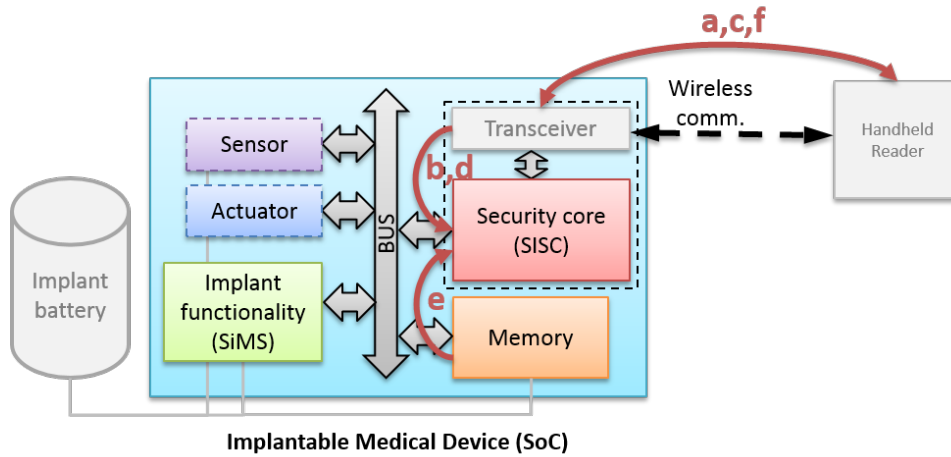 a,c,f
Wireless
comm.
Transceiver
Handheld
Reader
Sensor
b,d
Actuator
BUS
Security core
(SISC)
Implant
battery
Implant
functionality
(SiMS)
e
Memory
Implantable Medical Device (SoC)